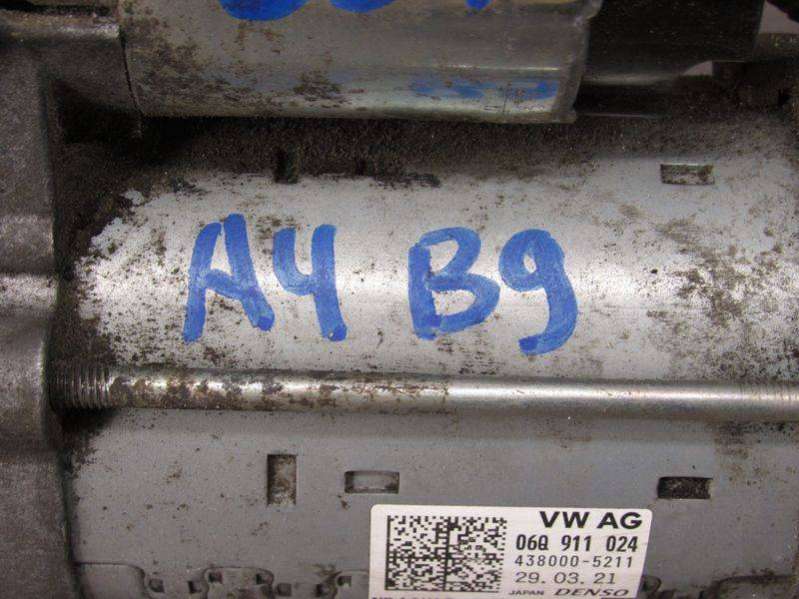 A4 B9
VW AG
06Q 911 024
438000-5211
29.03.21
JAPAN DENSO